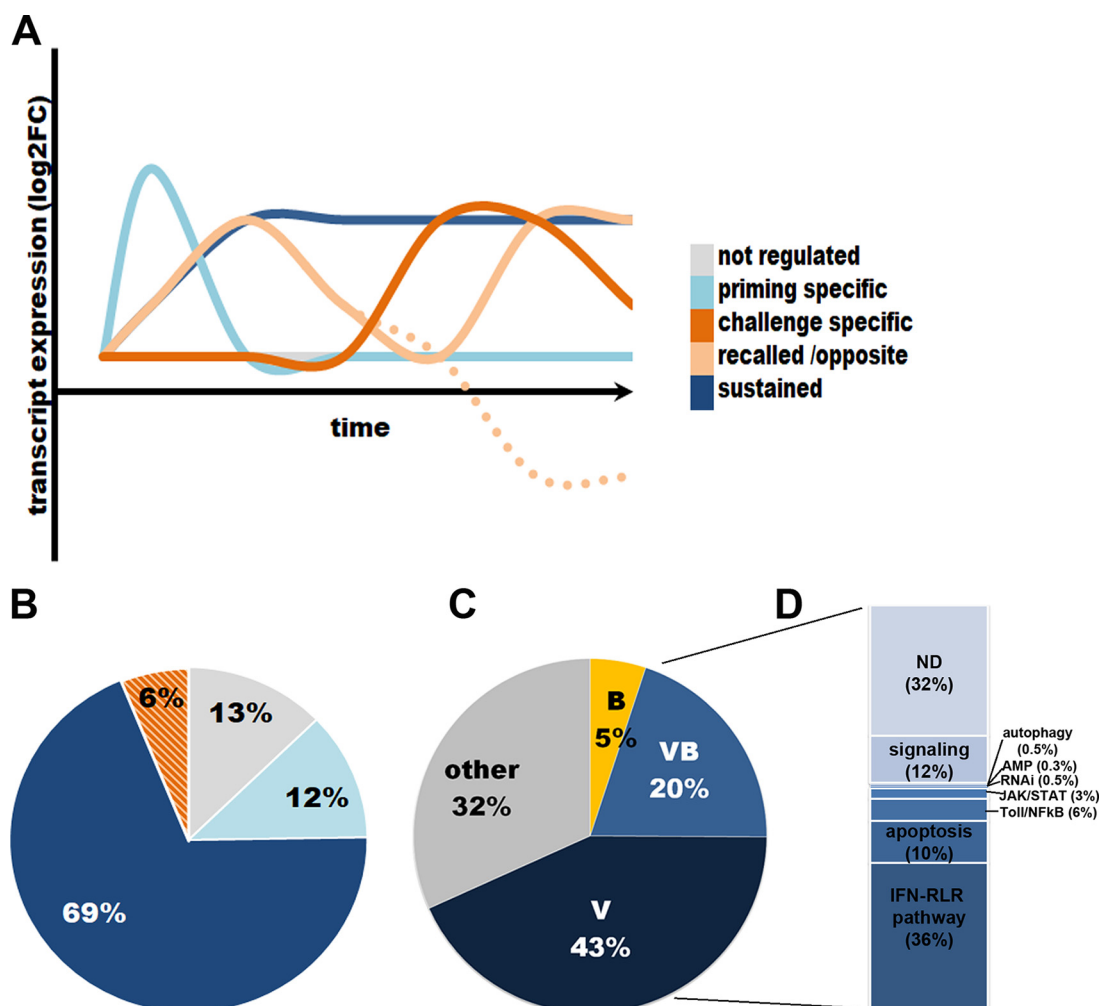 A
transcript expression (log2FC)
time
not regulated
priming specific
challenge specific
recalled /opposite
sustained
B
6%
13%
12%
69%
C
B
5%
VB
20%
other
32%
V
43%
D
ND
(32%)
signaling
(12%)
autophagy
(0.5%)
AMP (0.3%)
RNAi (0.5%)
JAK/STAT (3%)
Toll/NFkB (6%)
apoptosis
(10%)
IFN-RLR
pathway
(36%)